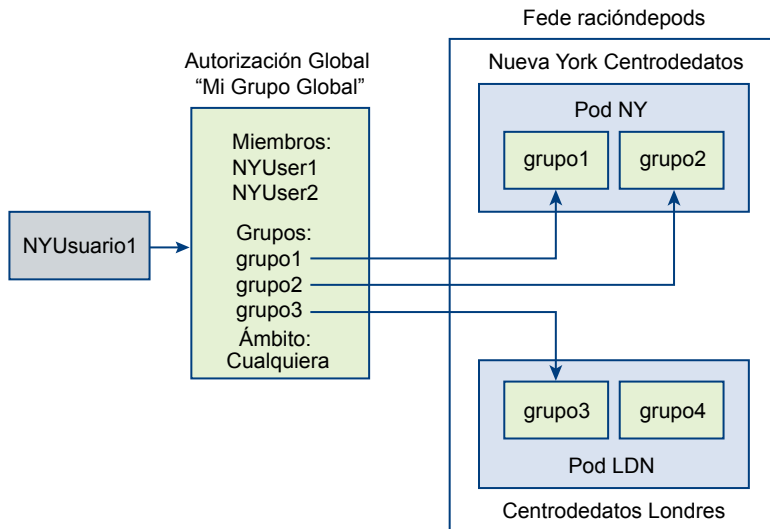 Fede racióndepods
Autorización Global
“Mi Grupo Global”
Nueva York Centrodedatos
Pod NY
grupo1
grupo2
Miembros:
NYUser1
NYUser2
NYUsuario1
Grupos:
grupo1
grupo2
grupo3
Ámbito:
Cualquiera
grupo3
grupo4
Pod LDN
Centrodedatos Londres